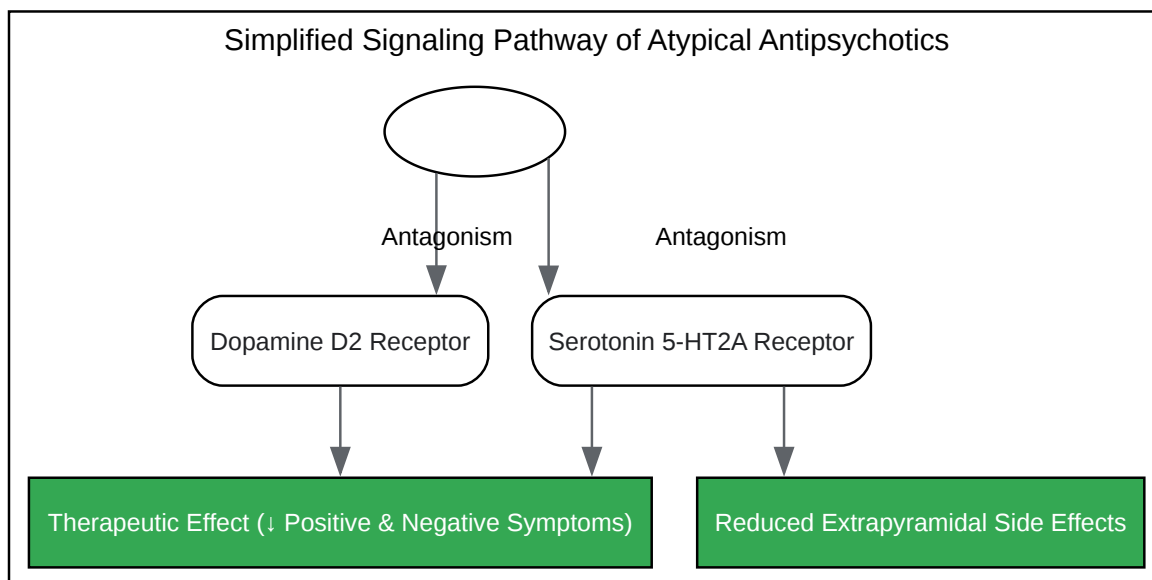 Simplified Signaling Pathway of Atypical Antipsychotics
Antagonism
Antagonism
Dopamine D2 Receptor
Serotonin 5-HT2A Receptor
Therapeutic Effect (↓ Positive & Negative Symptoms)
Reduced Extrapyramidal Side Effects